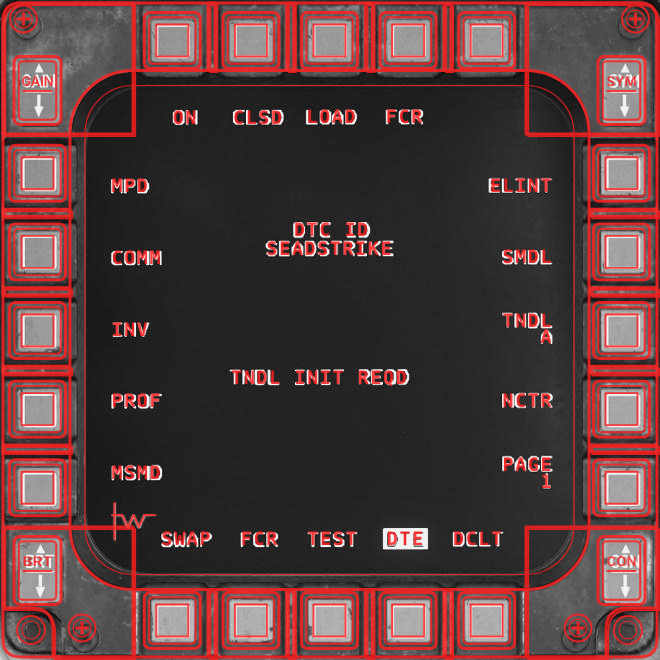 GAIN
SYM
ON CLSD LOAD FCR
MPD
ELINT
DTC ID
SEADSTRIKE
COMM
SMDL
INV
TNDL
A
TNDL INIT REQD
PROF
NCTR
MSMD
PAGE
1
SWAP FCR TEST DTE DCLT
BRT
CON